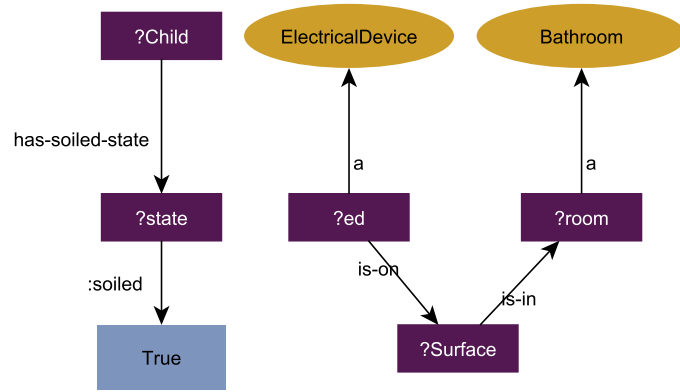 ?Child
ElectricalDevice
Bathroom
has-soiled-state
a
a
?state
?ed
?room
:soiled
is-on
is-in
True
?Surface